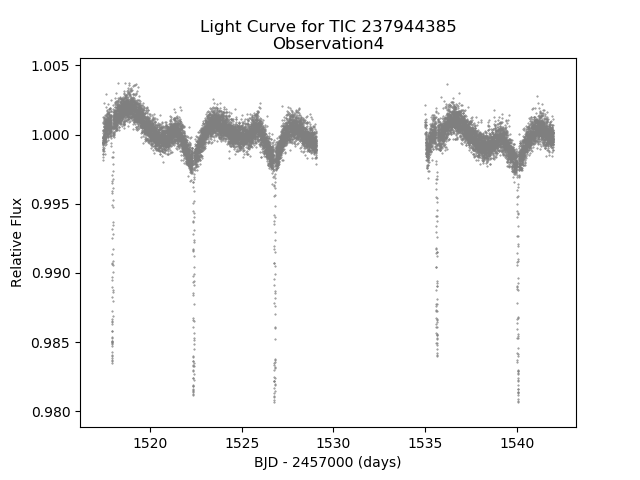 Light Curve for TIC 237944385
Observation4
1.005
1.000
0.995
0.990
0.985
0.980
Relative Flux
1520
1525
1530
1535
1540
BJD - 2457000 (days)